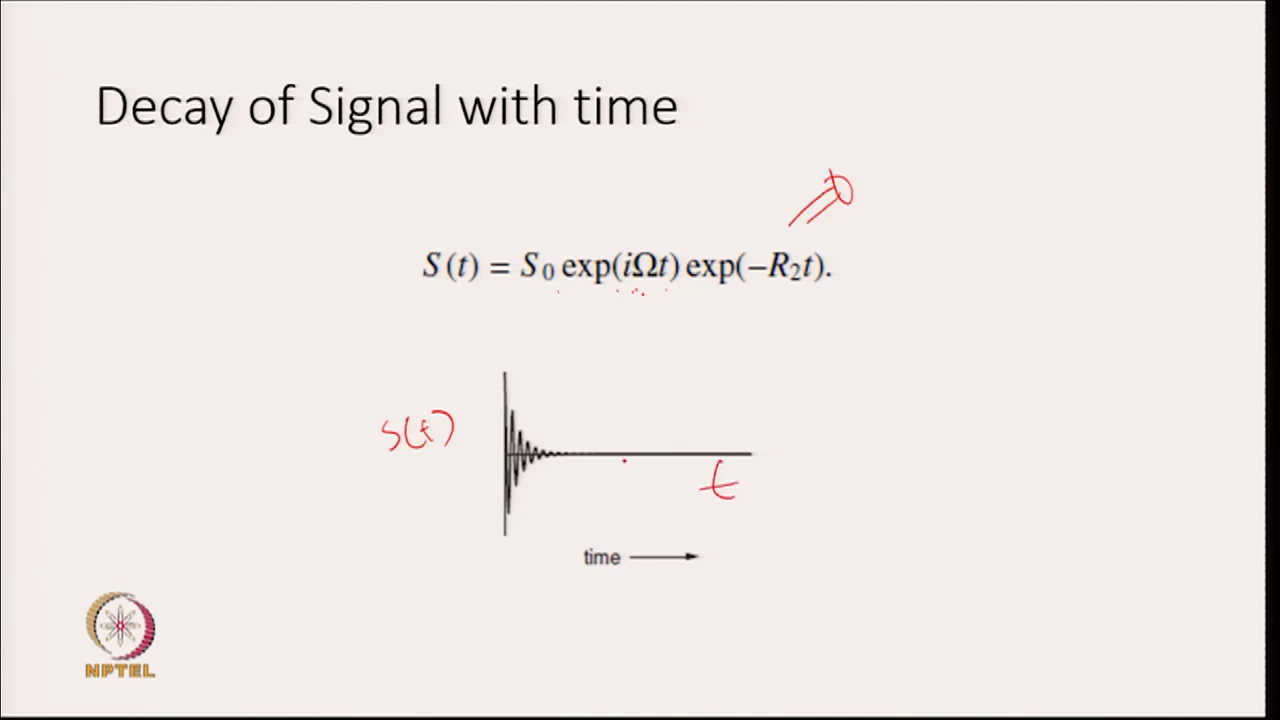 Decay of Signal with time
S(t) = S₀ exp(iΩt) exp(−R₂t).
S(t)
t
time
NPTEL